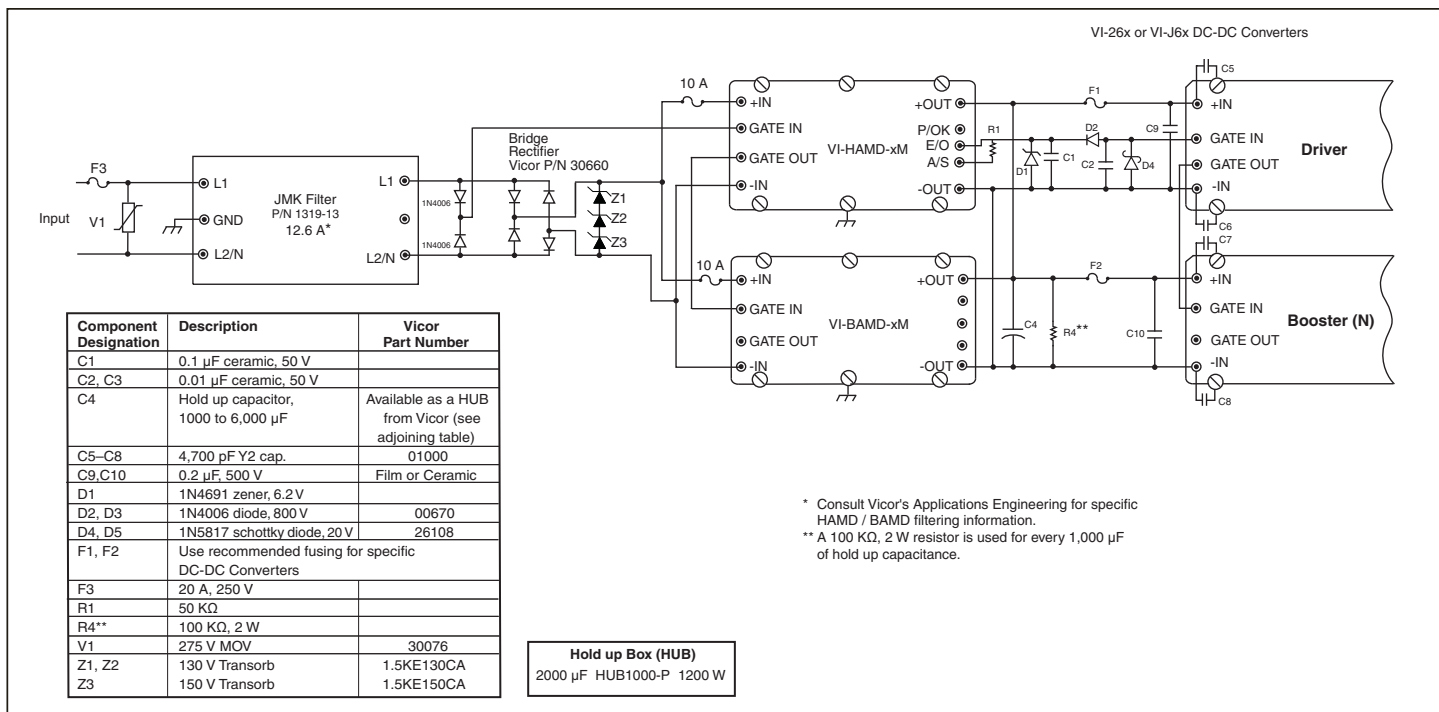 VI-26x or VI-J6x DC-DC Converters
F3
Input
V1
L1
GND
L2/N
JMK Filter
P/N 1319-13
12.6 A*
L1
L2/N
1N4006
1N4006
Bridge
Rectifier
Vicor P/N 30660
Z1
Z2
Z3
10 A
+IN
GATE IN
GATE OUT
-IN
VI-HAMD-xM
+OUT
P/OK
E/O
A/S
-OUT
R1
D1
C1
D2
C2
D4
F1
C9
C5
+IN
GATE IN
GATE OUT
-IN
Driver
C6
10 A
+IN
GATE IN
GATE OUT
-IN
VI-BAMD-xM
+OUT
-OUT
C4
R4**
F2
C10
C7
+IN
GATE IN
GATE OUT
-IN
Booster (N)
C8
Component Designation Description Vicor Part Number
C1 0.1 µF ceramic, 50 V
C2, C3 0.01 µF ceramic, 50 V
C4 Hold up capacitor, Available as a HUB
1000 to 6,000 µF from Vicor (see
adjoining table)
C5–C8 4,700 pF Y2 cap. 01000
C9,C10 0.2 µF, 500 V Film or Ceramic
D1 1N4691 zener, 6.2 V
D2, D3 1N4006 diode, 800 V 00670
D4, D5 1N5817 schottky diode, 20 V 26108
F1, F2 Use recommended fusing for specific
DC-DC Converters
F3 20 A, 250 V
R1 50 KΩ
R4** 100 KΩ, 2 W
V1 275 V MOV 30076
Z1, Z2 130 V Transorb 1.5KE130CA
Z3 150 V Transorb 1.5KE150CA
Hold up Box (HUB)
2000 µF HUB1000-P 1200 W
* Consult Vicor's Applications Engineering for specific
HAMD / BAMD filtering information.
** A 100 KΩ, 2 W resistor is used for every 1,000 µF
of hold up capacitance.